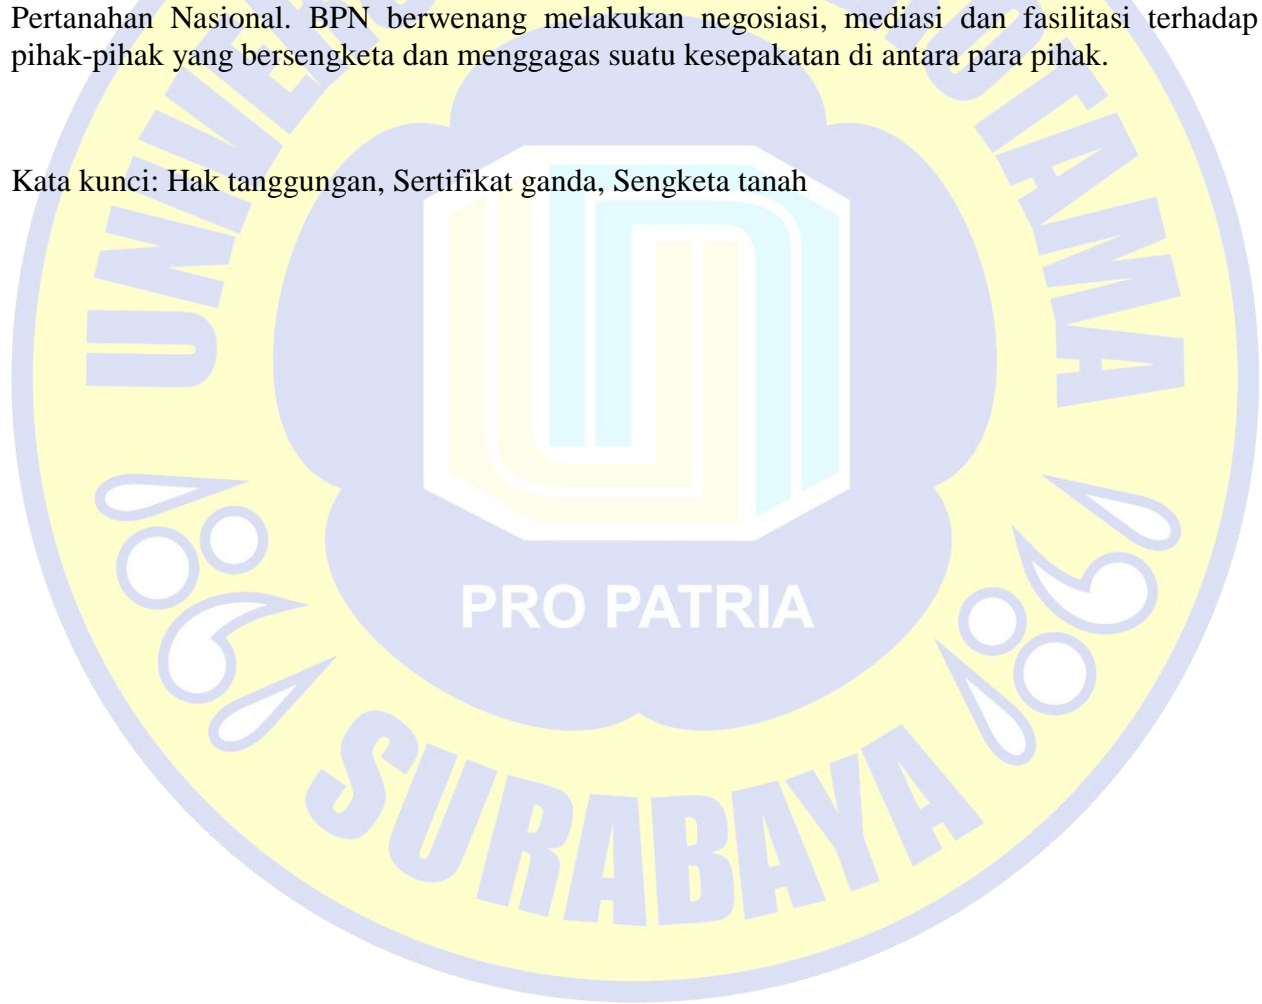 Pertanahan Nasional. BPN berwenang melakukan negosiasi, mediasi dan fasilitasi terhadap
pihak-pihak yang bersengketa dan menggagas suatu kesepakatan di antara para pihak.
Kata kunci: Hak tanggungan, Sertifikat ganda, Sengketa tanah
PRO PATRIA
SURABAYA